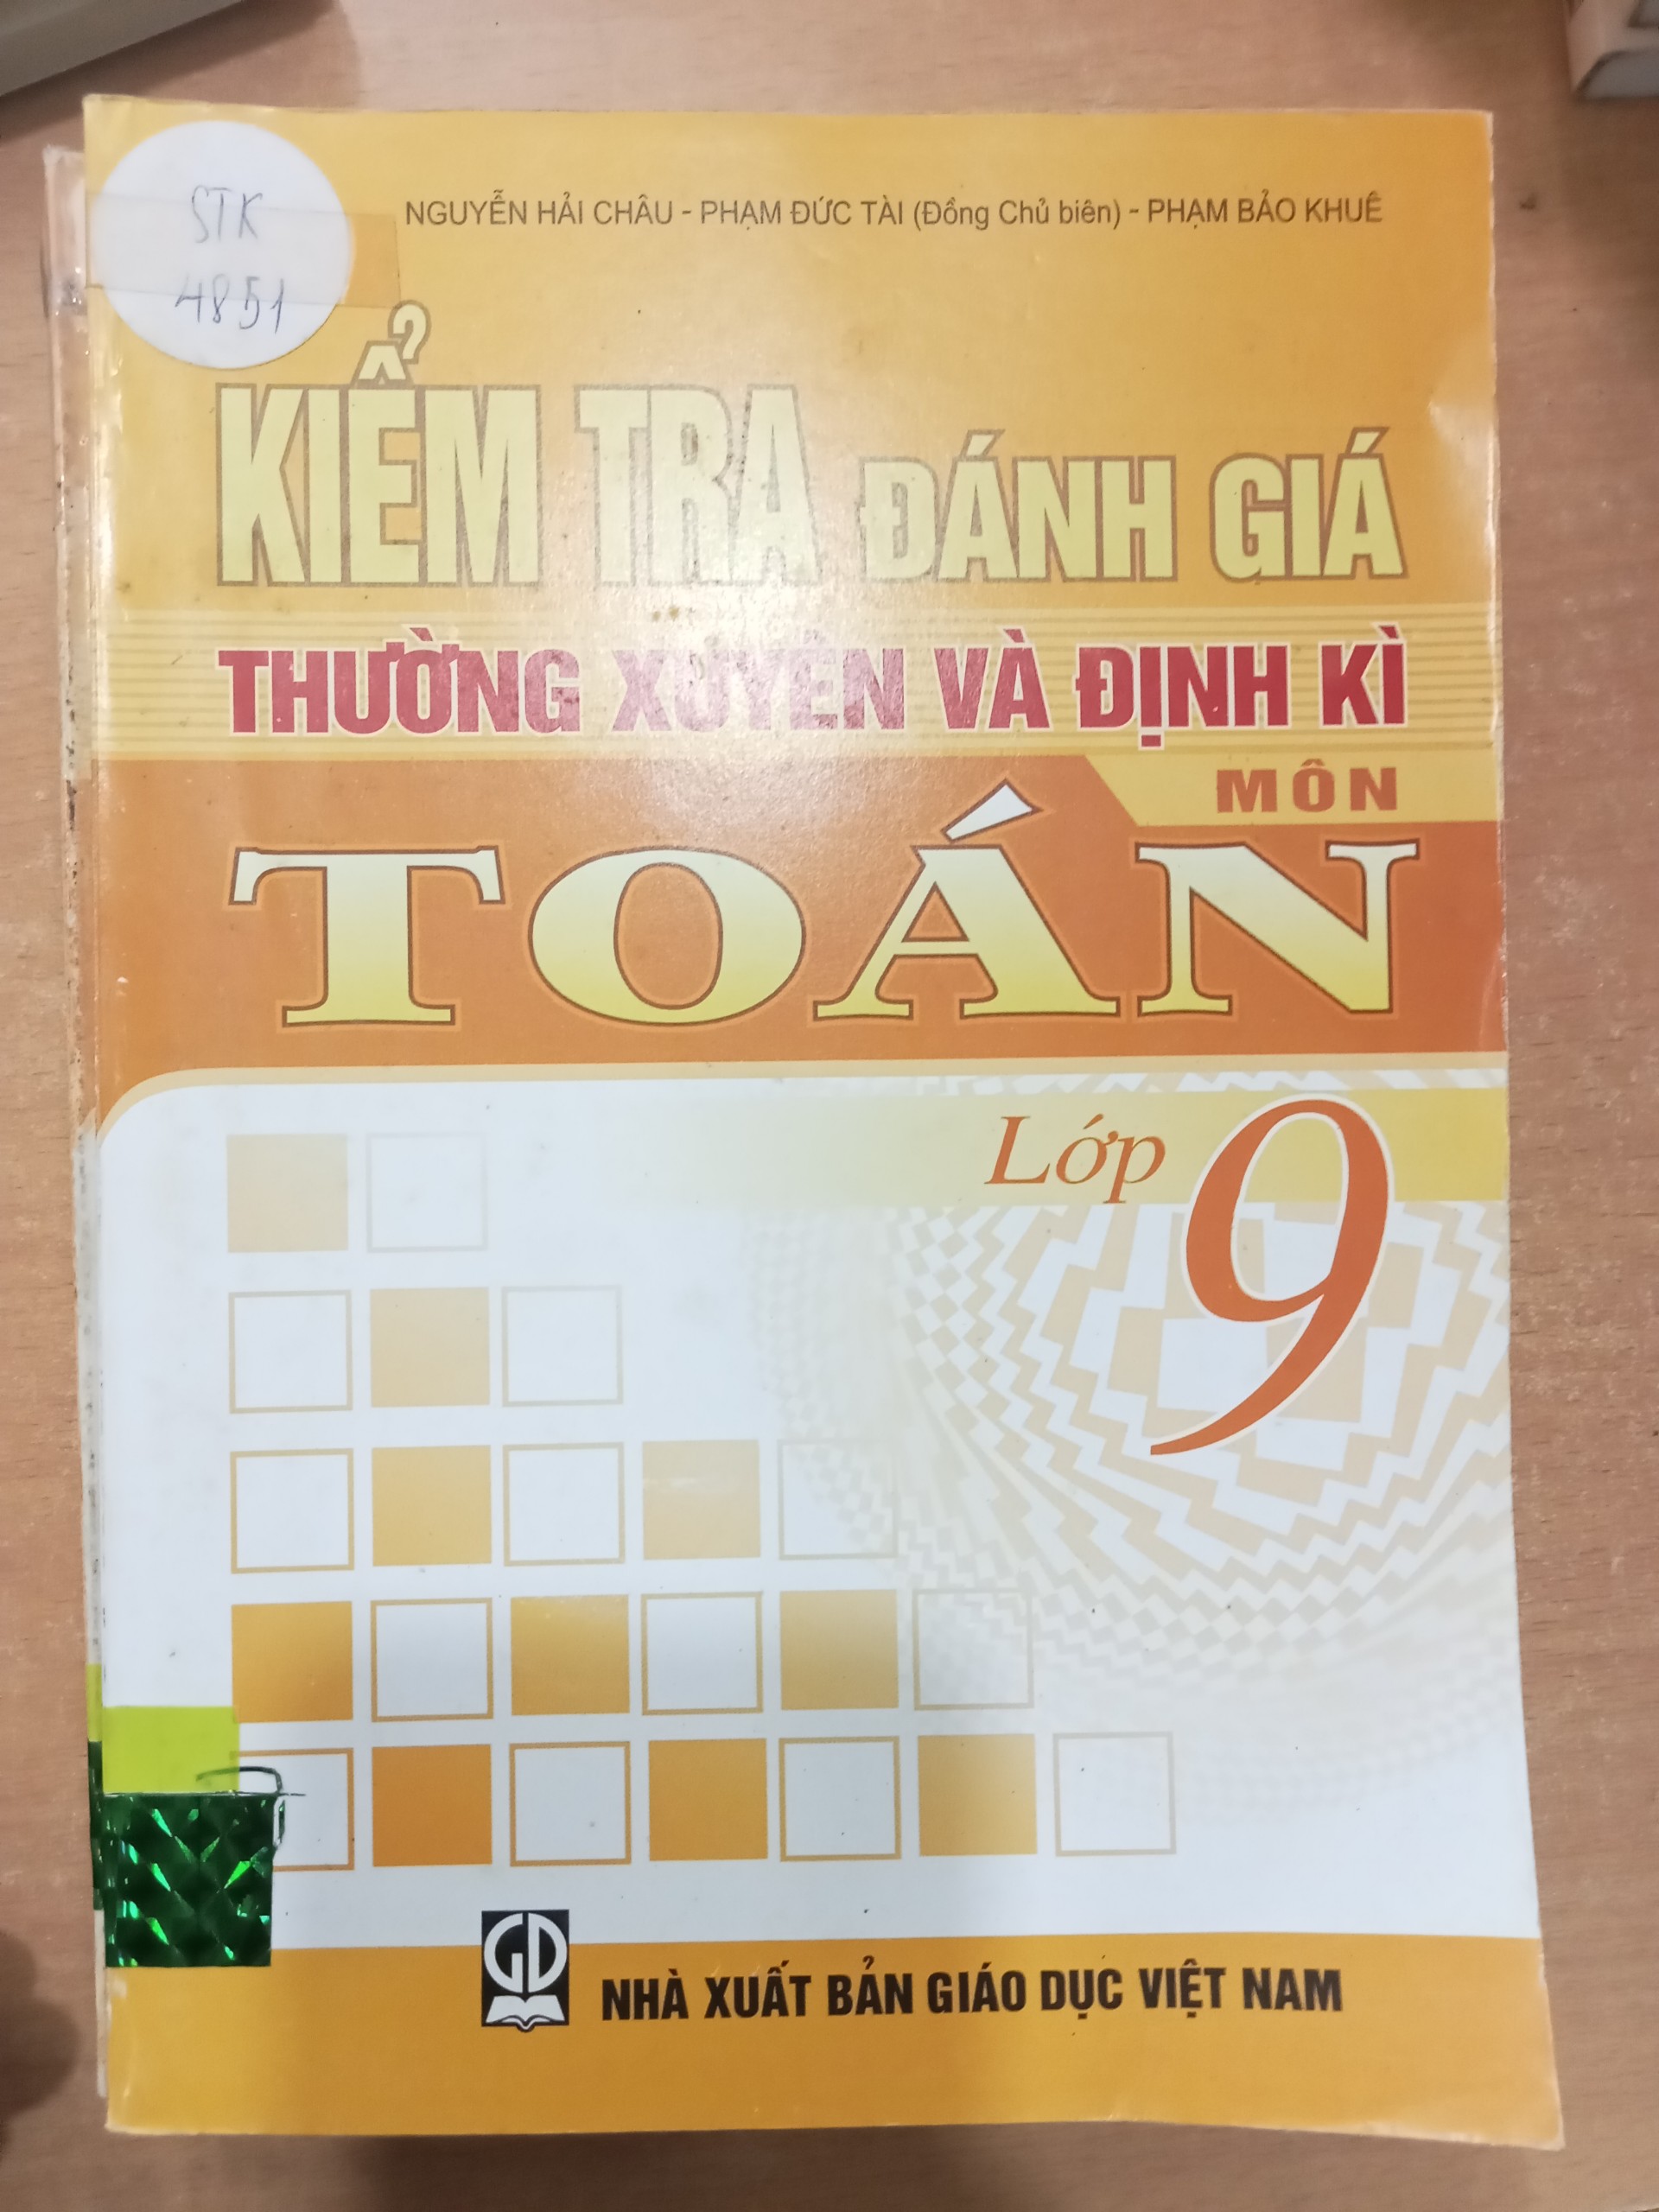 STK
4851
NGUYỄN HẢI CHÂU - PHẠM ĐỨC TÀI (Đồng Chủ biên) - PHẠM BẢO KHUÊ
KIỂM TRA ĐÁNH GIÁ
THƯỜNG XUYÊN VÀ ĐỊNH KÌ
MÔN
TOÁN
Lớp 9
GD
NHÀ XUẤT BẢN GIÁO DỤC VIỆT NAM